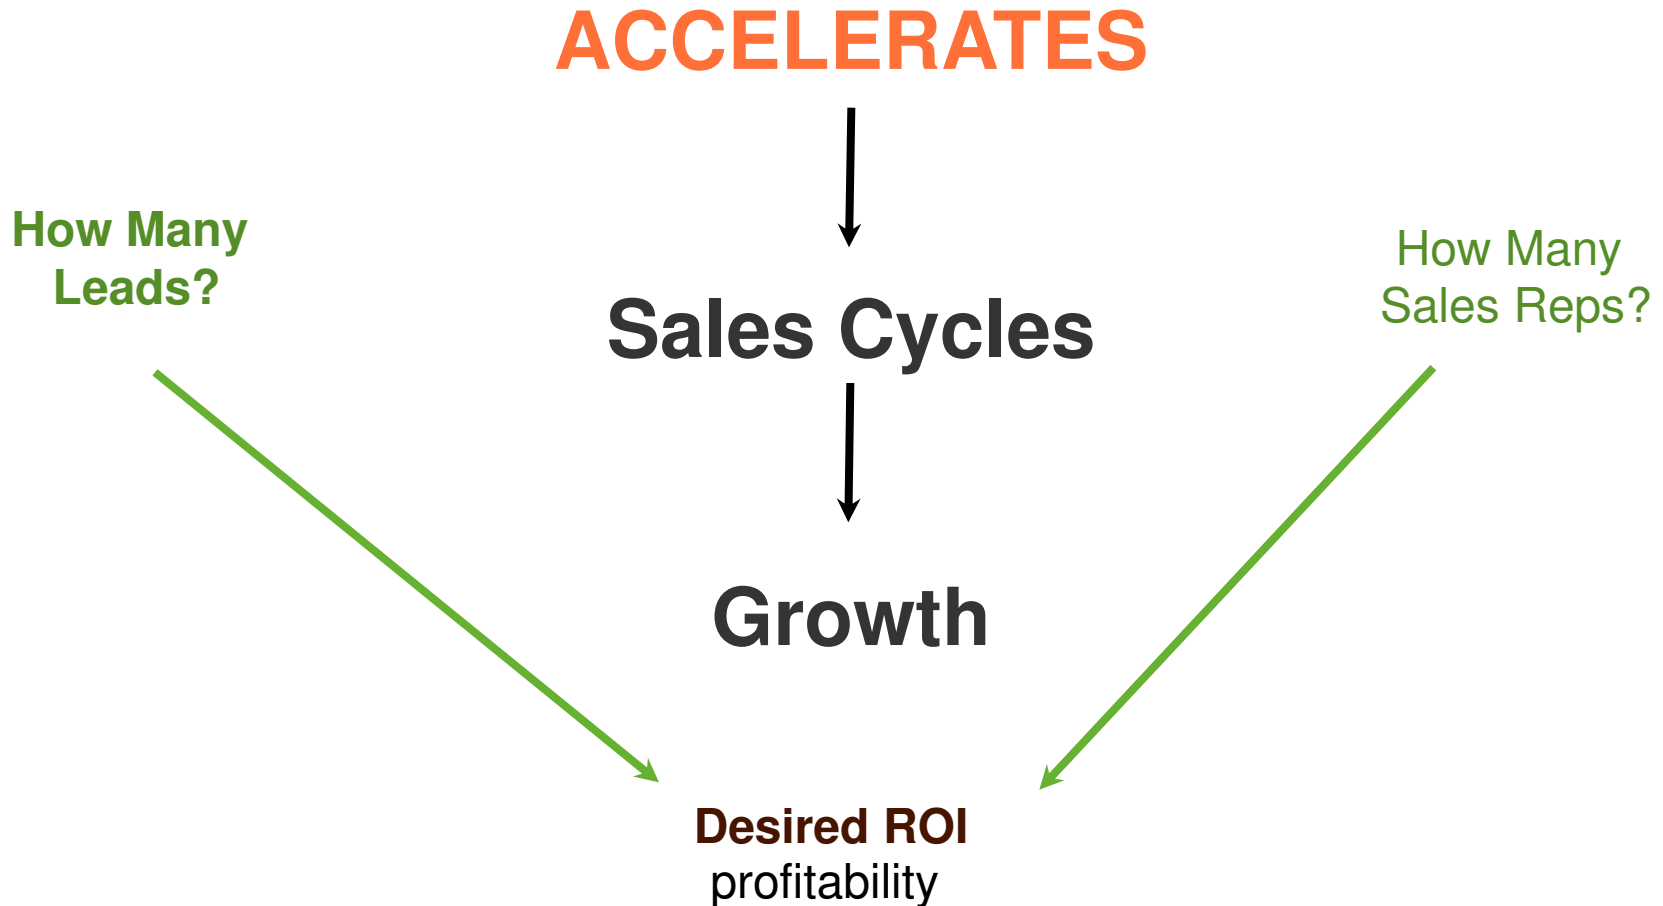 ACCELERATES
How Many
Leads?
How Many
Sales Reps?
Sales Cycles
Growth
Desired ROI
profitability